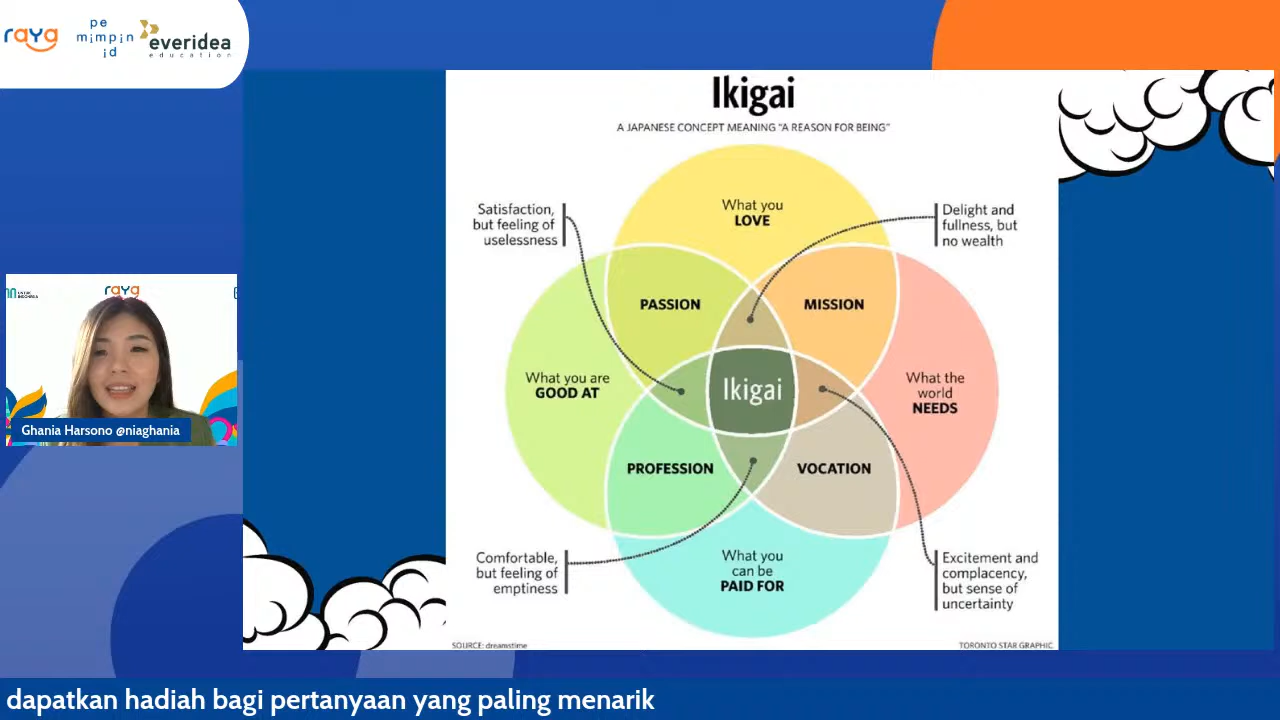 raya
pe
mimpin
id
everidea
education
raya
UNTUK
INDONESIA
Ghania Harsono @niaghania
Ikigai
A JAPANESE CONCEPT MEANING "A REASON FOR BEING"
What you
LOVE
Satisfaction,
but feeling of
uselessness
Delight and
fullness, but
no wealth
PASSION
MISSION
What you are
GOOD AT
Ikigai
What the
world
NEEDS
PROFESSION
VOCATION
Comfortable,
but feeling of
emptiness
What you
can be
PAID FOR
Excitement and
complacency,
but sense of
uncertainty
SOURCE: dreamstime
TORONTO STAR GRAPHIC
dapatkan hadiah bagi pertanyaan yang paling menarik